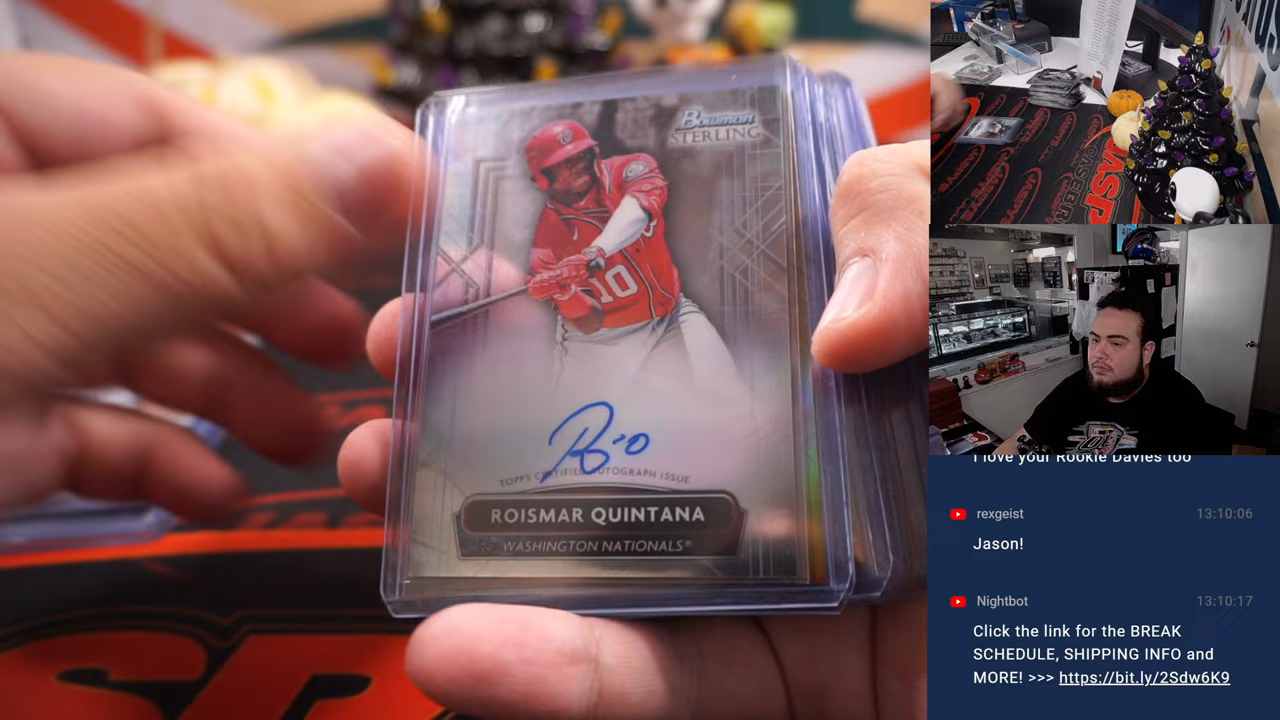 Bowman
STERLING
10
TOPPS CERTIFIED AUTOGRAPH ISSUE
ROISMAR QUINTANA
WASHINGTON NATIONALS®
I love your Rookie Davies too
rexgeist 13:10:06
Jason!
Nightbot 13:10:17
Click the link for the BREAK
SCHEDULE, SHIPPING INFO and
MORE! >>> https://bit.ly/2Sdw6K9